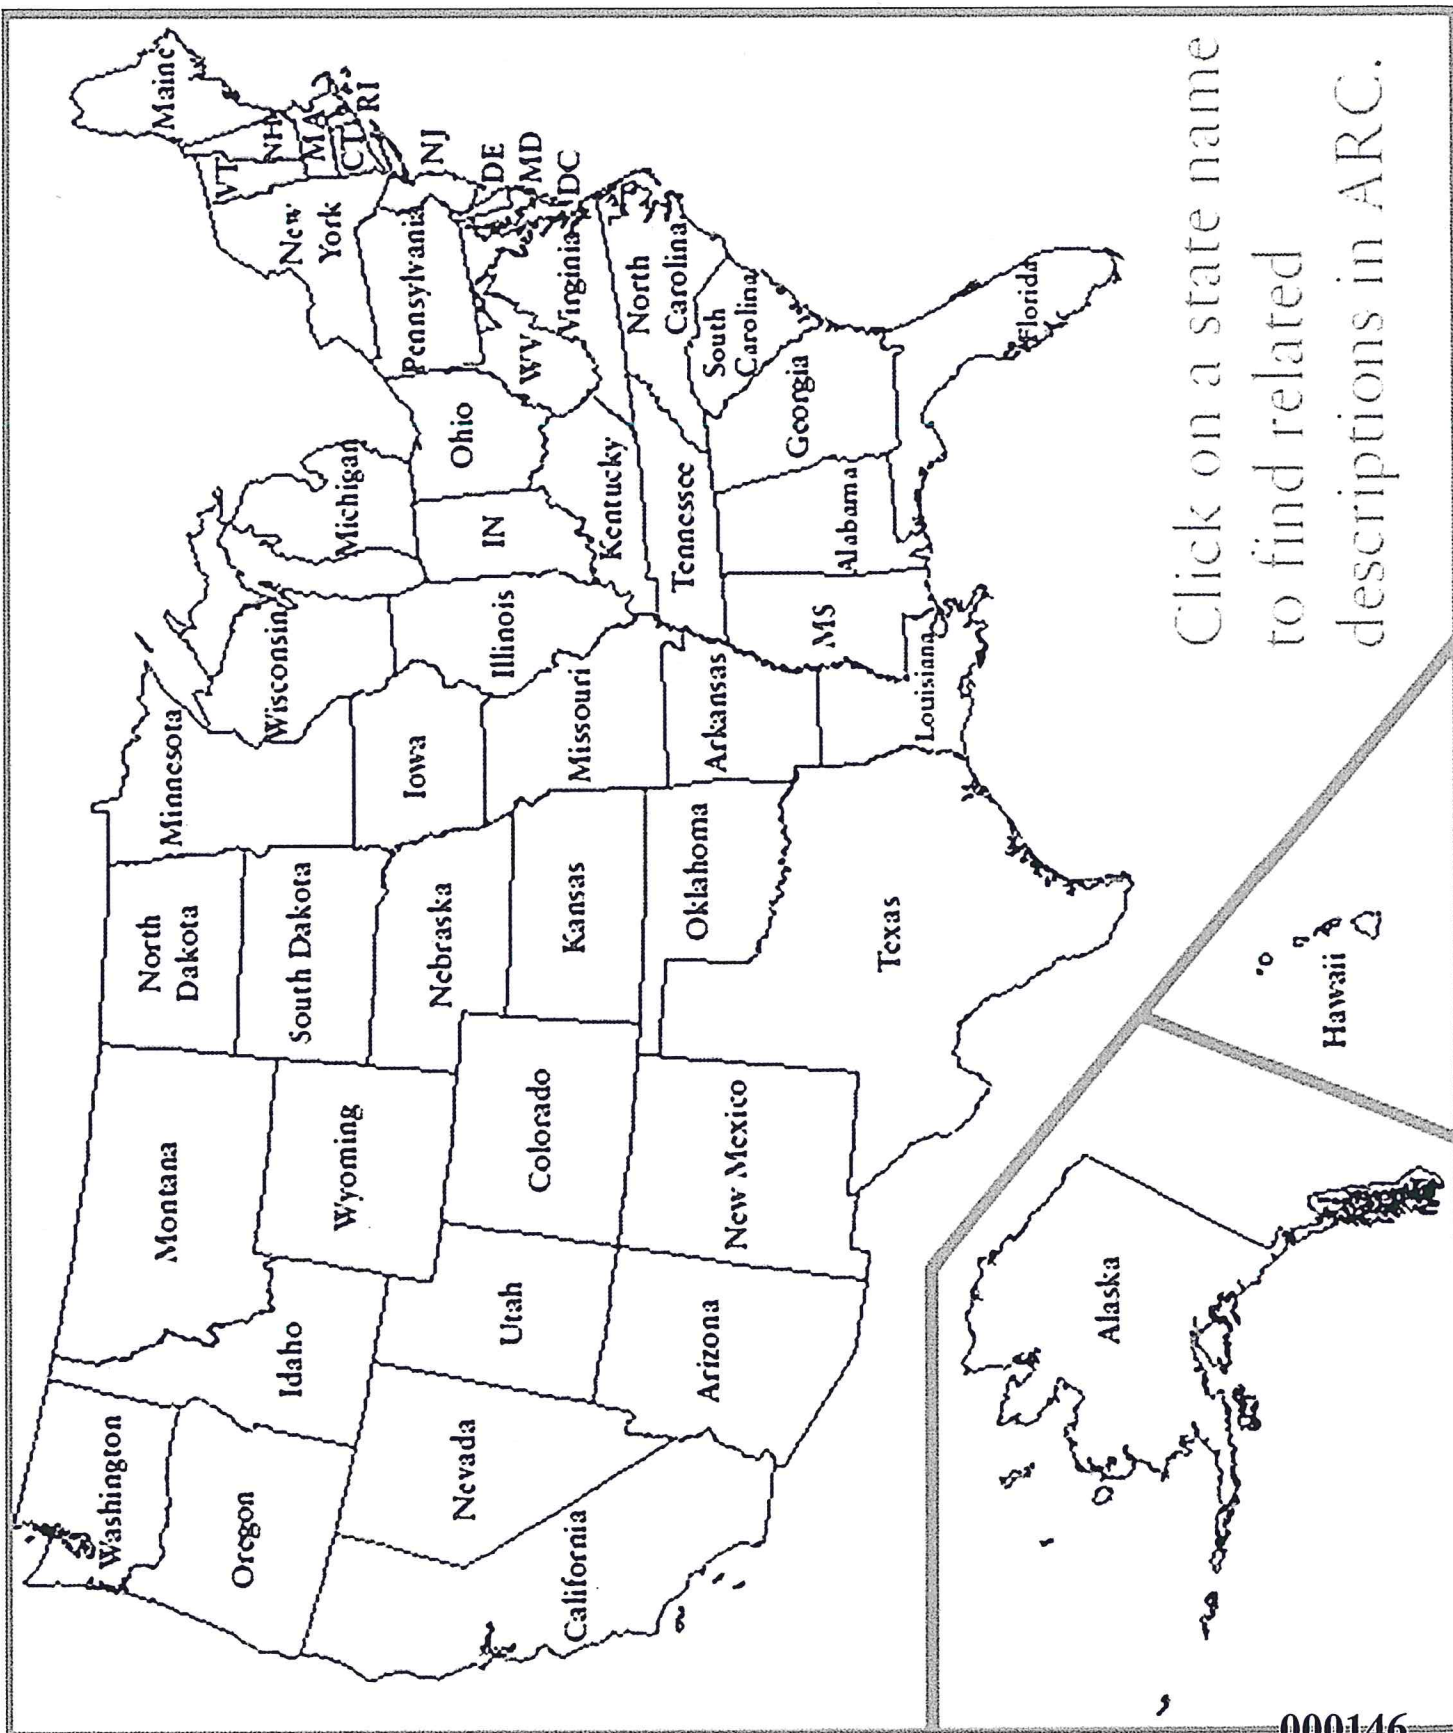 Washington
Oregon
California
Nevada
Idaho
Montana
Wyoming
Utah
Arizona
Colorado
New Mexico
North
Dakota
South Dakota
Nebraska
Kansas
Oklahoma
Texas
Minnesota
Iowa
Missouri
Arkansas
Louisiana
Wisconsin
Illinois
MS
Michigan
IN
Kentucky
Tennessee
Alabama
Ohio
WV
Georgia
Florida
Pennsylvania
Virginia
North
Carolina
South
Carolina
New
York
VT
NH
Maine
MA
CT
RI
NJ
DE
MD
DC
Alaska
Hawaii
Click on a state name
to find related
descriptions in ARC.
000146